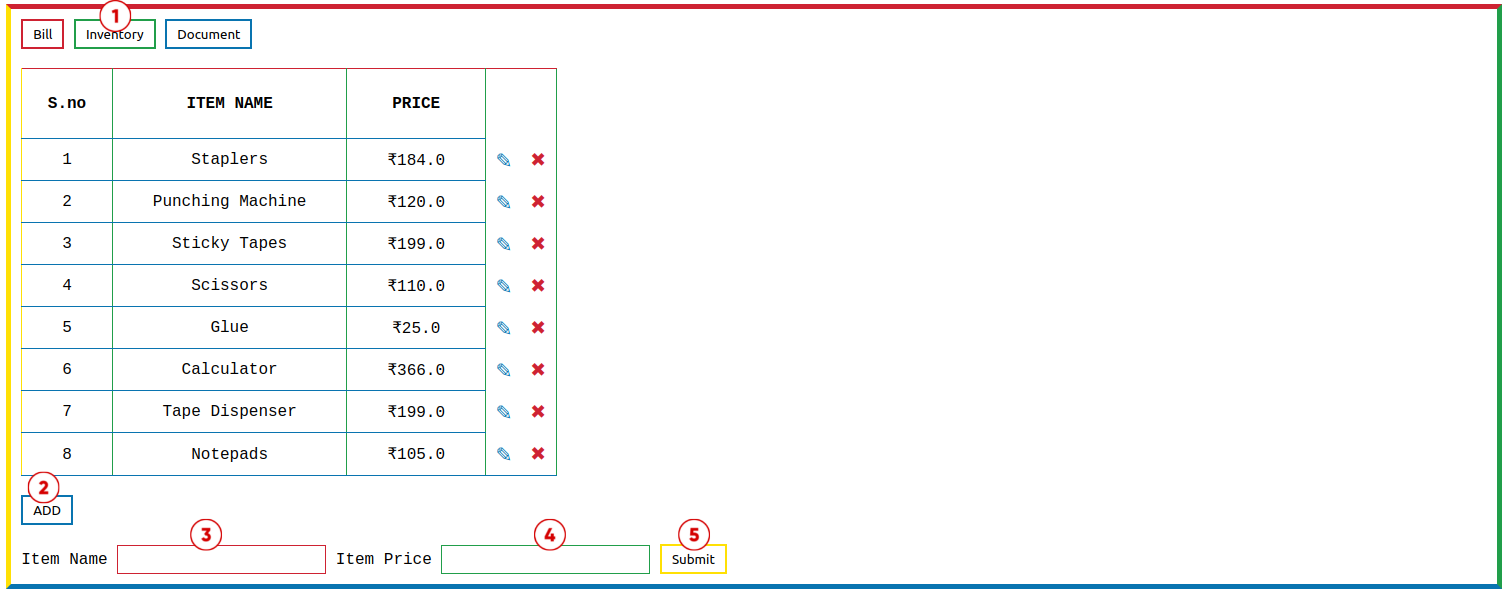 1
Bill Inventory Document
S.no ITEM NAME PRICE
1 Staplers ₹184.0 ✎ ✖
2 Punching Machine ₹120.0 ✎ ✖
3 Sticky Tapes ₹199.0 ✎ ✖
4 Scissors ₹110.0 ✎ ✖
5 Glue ₹25.0 ✎ ✖
6 Calculator ₹366.0 ✎ ✖
7 Tape Dispenser ₹199.0 ✎ ✖
8 Notepads ₹105.0 ✎ ✖
2
ADD
3 4 5
Item Name Item Price Submit